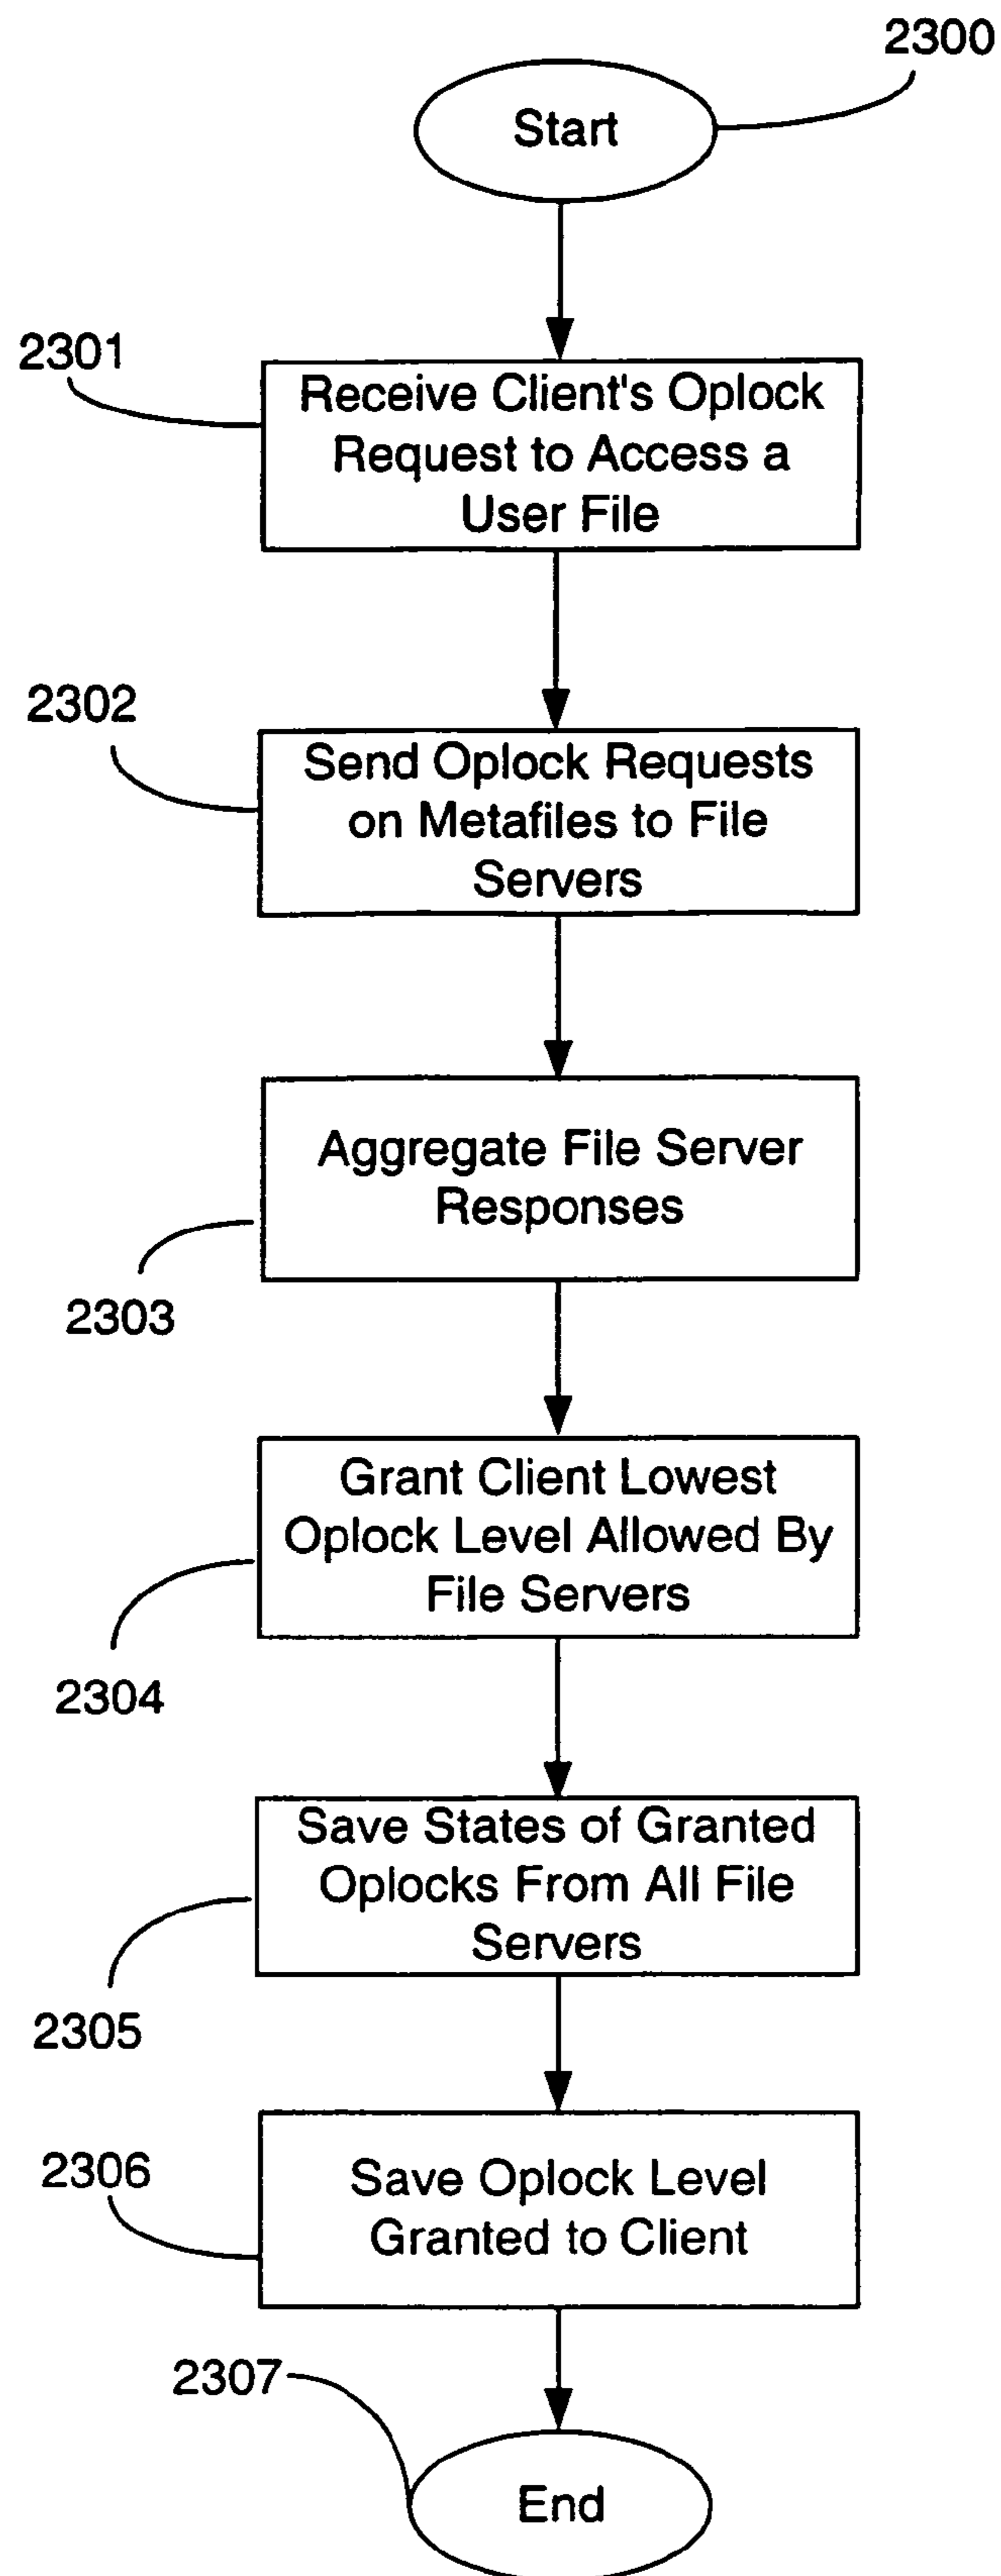 2300
Start
2301
Receive Client's Oplock
Request to Access a
User File
2302
Send Oplock Requests
on Metafiles to File
Servers
Aggregate File Server
Responses
2303
Grant Client Lowest
Oplock Level Allowed By
File Servers
2304
Save States of Granted
Oplocks From All File
Servers
2305
2306
Save Oplock Level
Granted to Client
2307
End